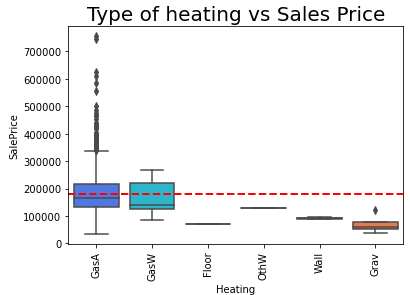 Type of heating vs Sales Price
700000
600000
500000
400000
300000
200000
100000
0
SalePrice
GasA
GasW
Floor
OthW
Wall
Grav
Heating